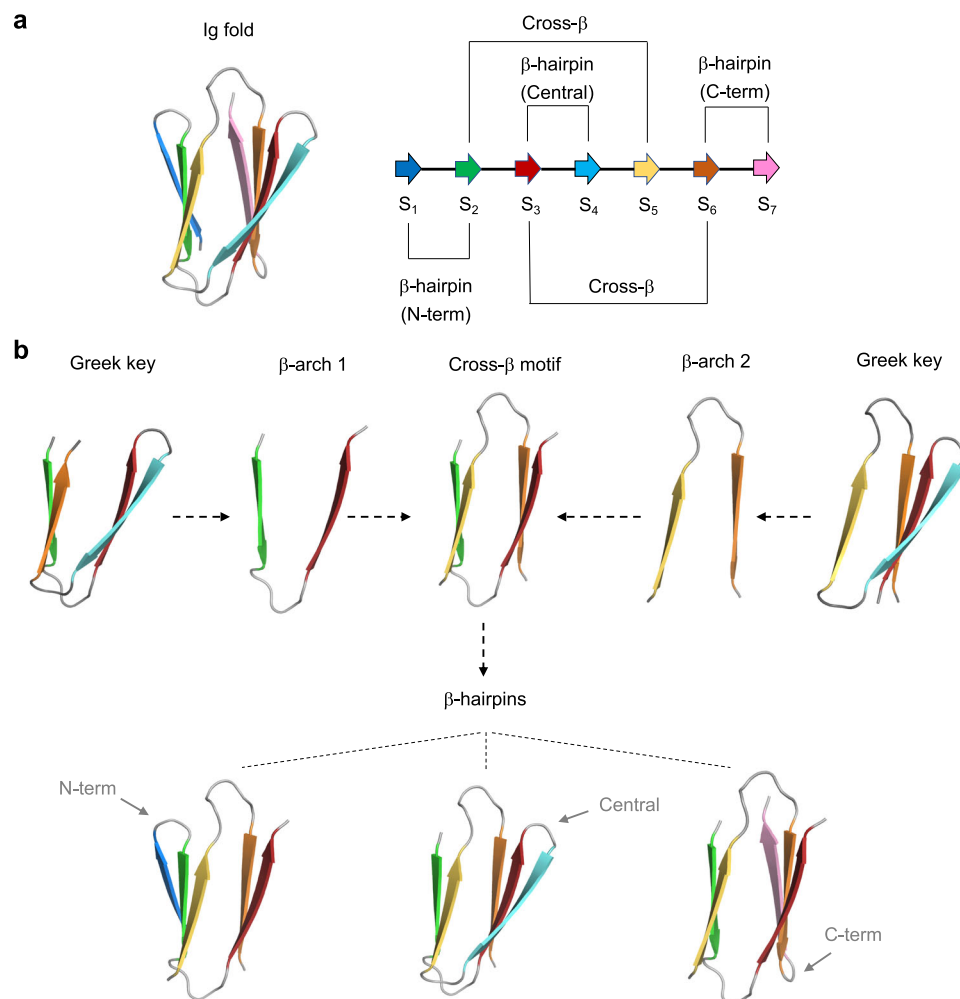 a
Ig fold
Cross-β
β-hairpin
(Central)
β-hairpin
(C-term)
S1 S2 S3 S4 S5 S6 S7
β-hairpin
(N-term)
Cross-β
b
Greek key β-arch 1 Cross-β motif β-arch 2 Greek key
β-hairpins
N-term
Central
C-term